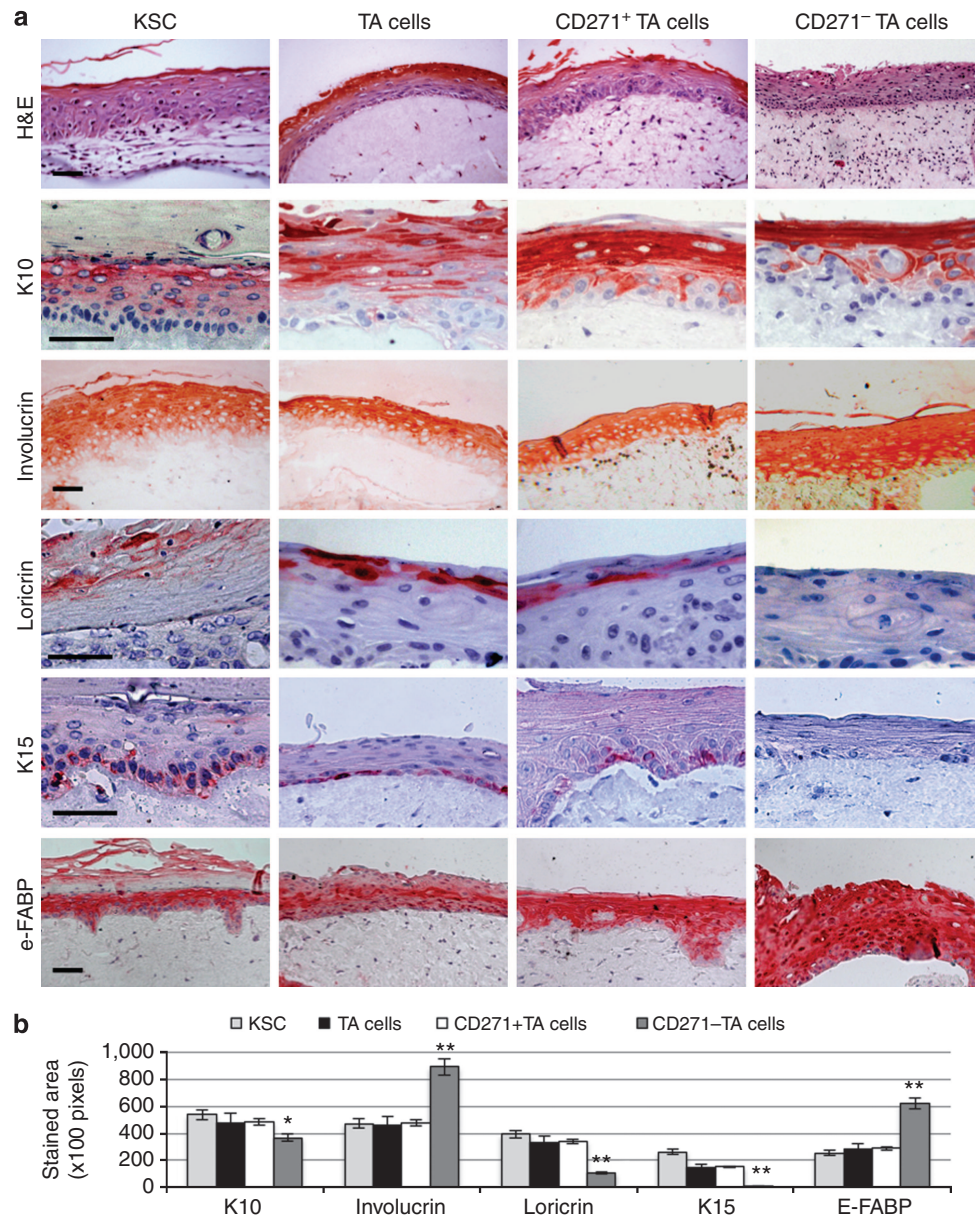 a
KSC TA cells CD271+ TA cells CD271− TA cells
H&E
K10
Involucrin
Loricrin
K15
e-FABP
b
KSC TA cells CD271+TA cells CD271−TA cells
Stained area
(x100 pixels)
1,000
800
600
400
200
0
* ** ** ** **
K10 Involucrin Loricrin K15 E-FABP